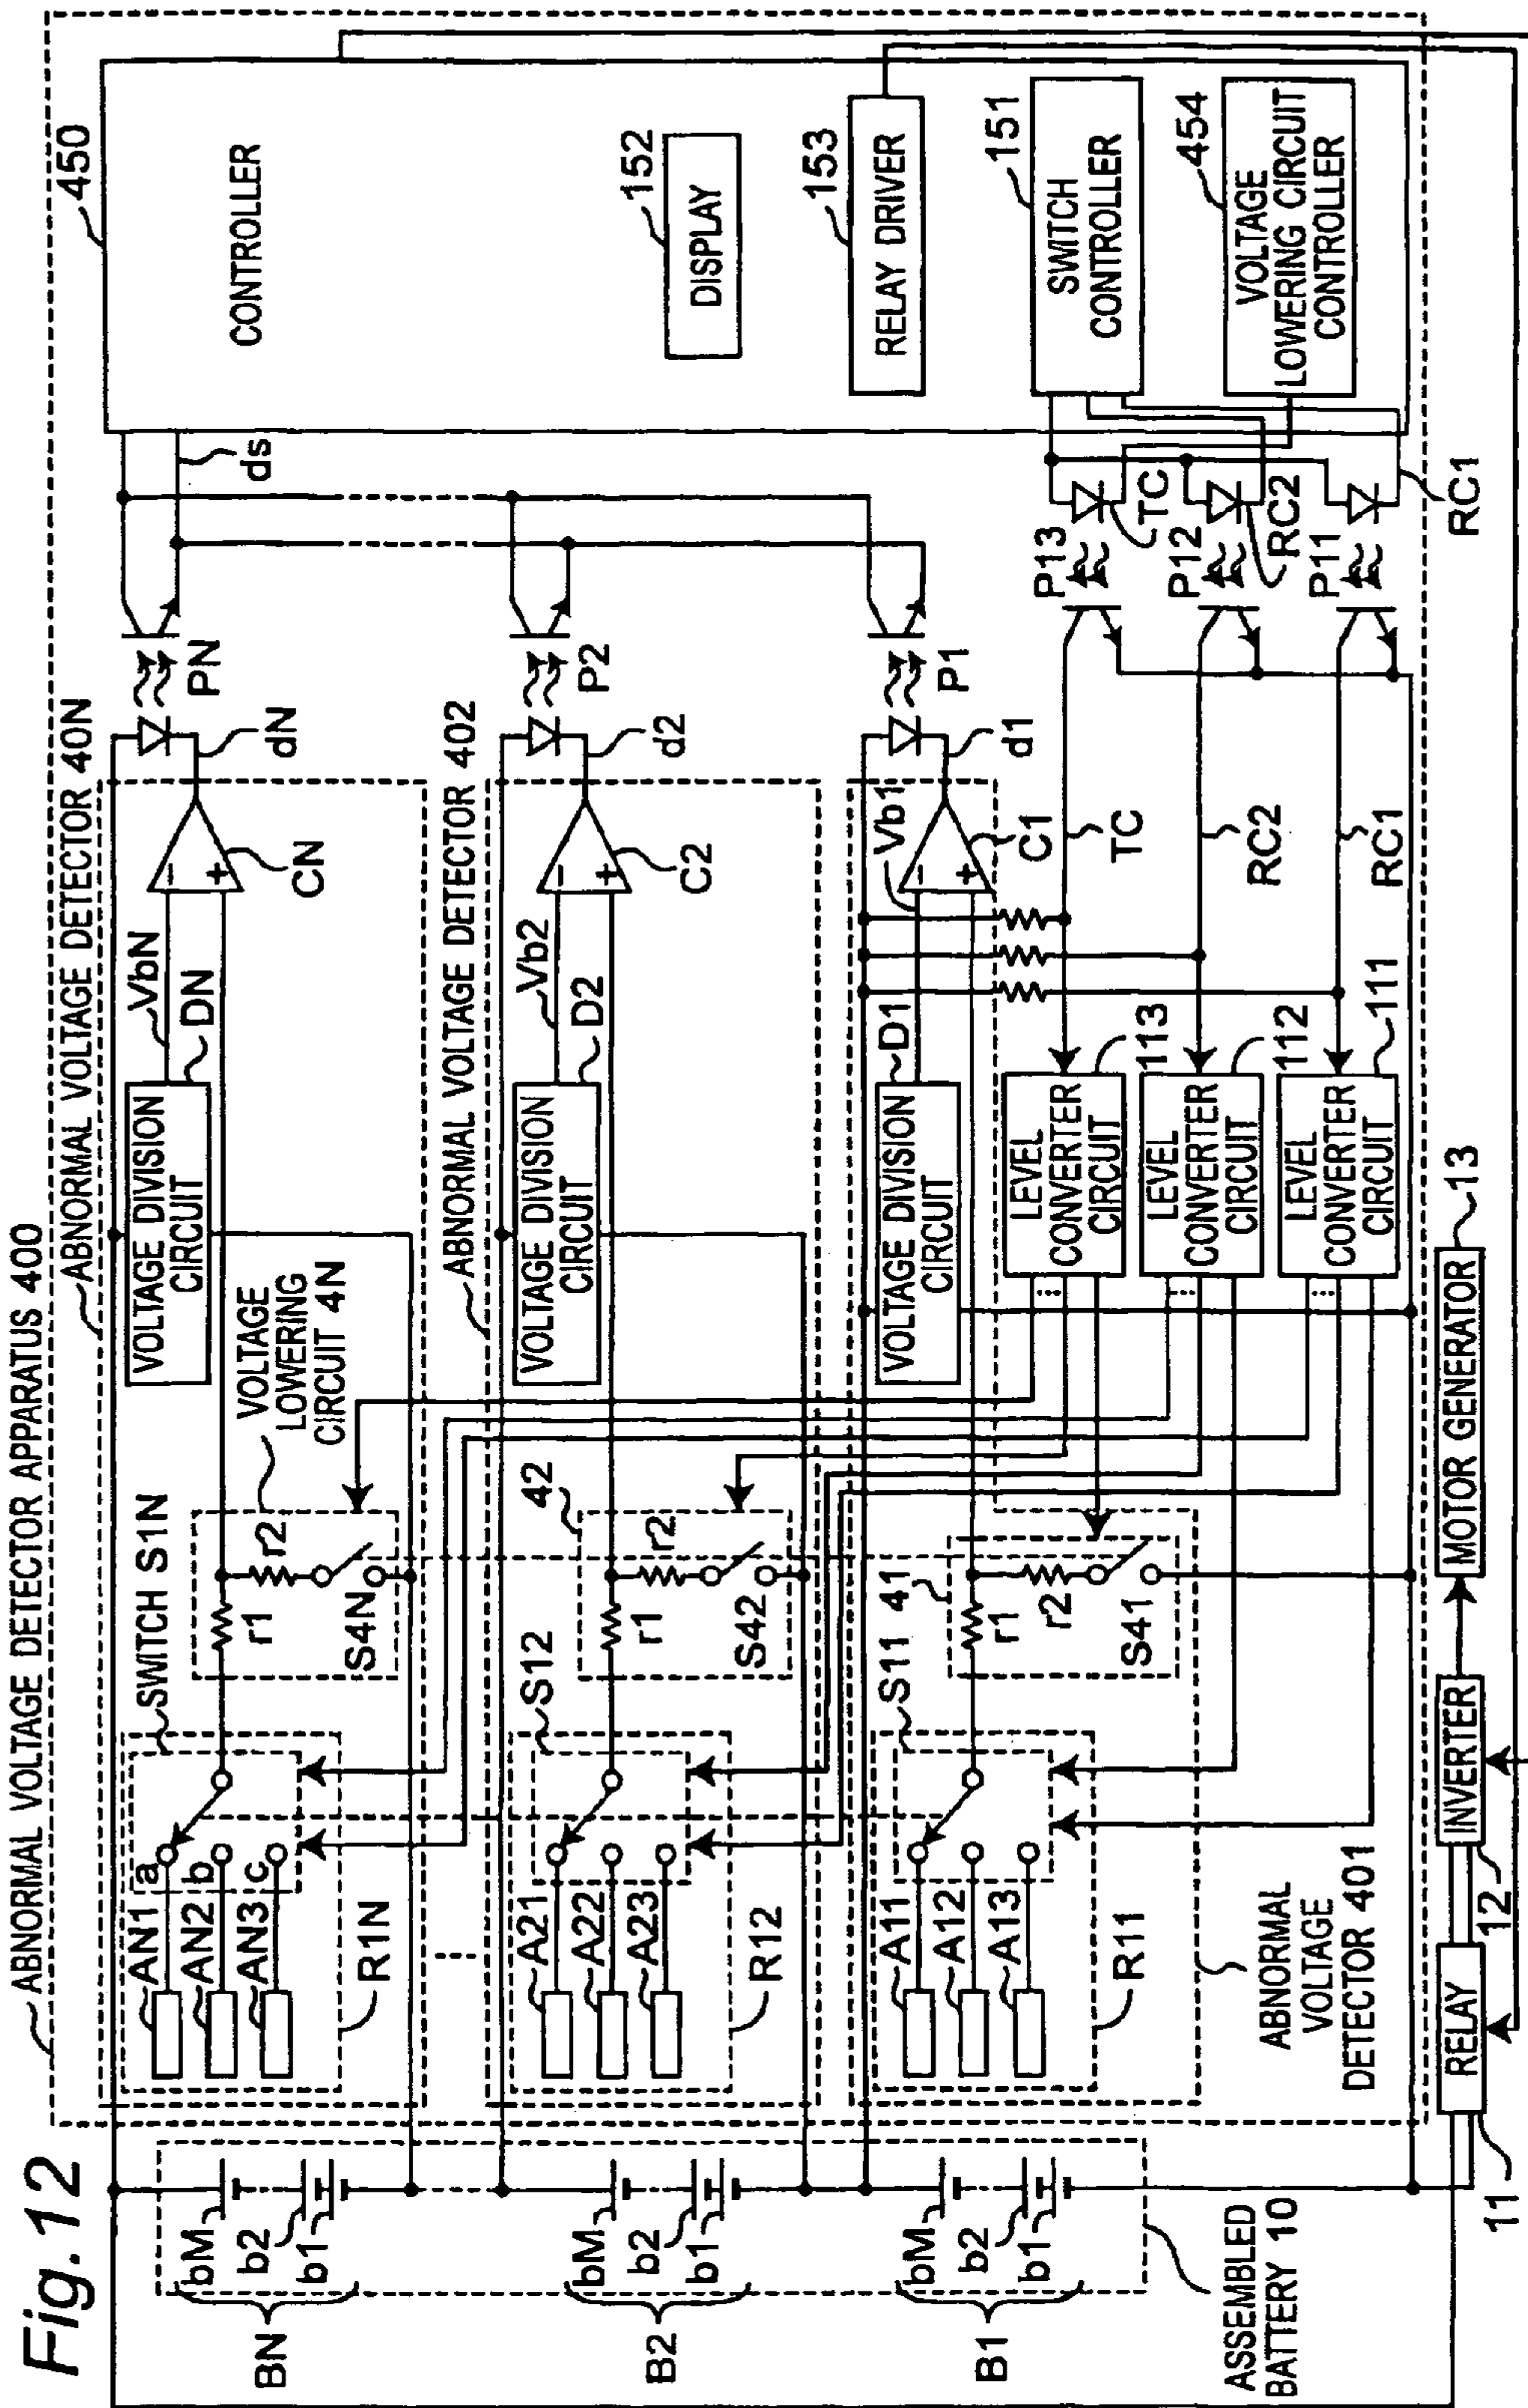 Fig.12
ABNORMAL VOLTAGE DETECTOR APPARATUS 400
ABNORMAL VOLTAGE DETECTOR 40N
450
CONTROLLER
152
DISPLAY
153
RELAY DRIVER
151
SWITCH
CONTROLLER
454
VOLTAGE
LOWERING CIRCUIT
CONTROLLER
ds
PN
dN
CN
VbN
DN
VOLTAGE DIVISION
CIRCUIT
VOLTAGE
LOWERING
CIRCUIT 4N
SWITCH S1N
r1
r2
S4N
a
b
c
AN1
AN2
AN3
R1N
bM
b2
b1
BN
ABNORMAL VOLTAGE DETECTOR 402
P2
d2
C2
Vb2
D2
VOLTAGE DIVISION
CIRCUIT
42
r1
r2
S42
S12
A21
A22
A23
R12
bM
b2
b1
B2
P1
d1
Vb1
C1
D1
VOLTAGE DIVISION
CIRCUIT
41
r1
r2
S41
S11
A11
A12
A13
R11
bM
b2
b1
B1
P13
TC
P12
RC2
P11
RC1
TC
RC2
RC1
113
LEVEL
CONVERTER
CIRCUIT
112
LEVEL
CONVERTER
CIRCUIT
111
LEVEL
CONVERTER
CIRCUIT
ABNORMAL
VOLTAGE
DETECTOR 401
ASSEMBLED
BATTERY 10
11
RELAY
12
INVERTER
MOTOR GENERATOR
13